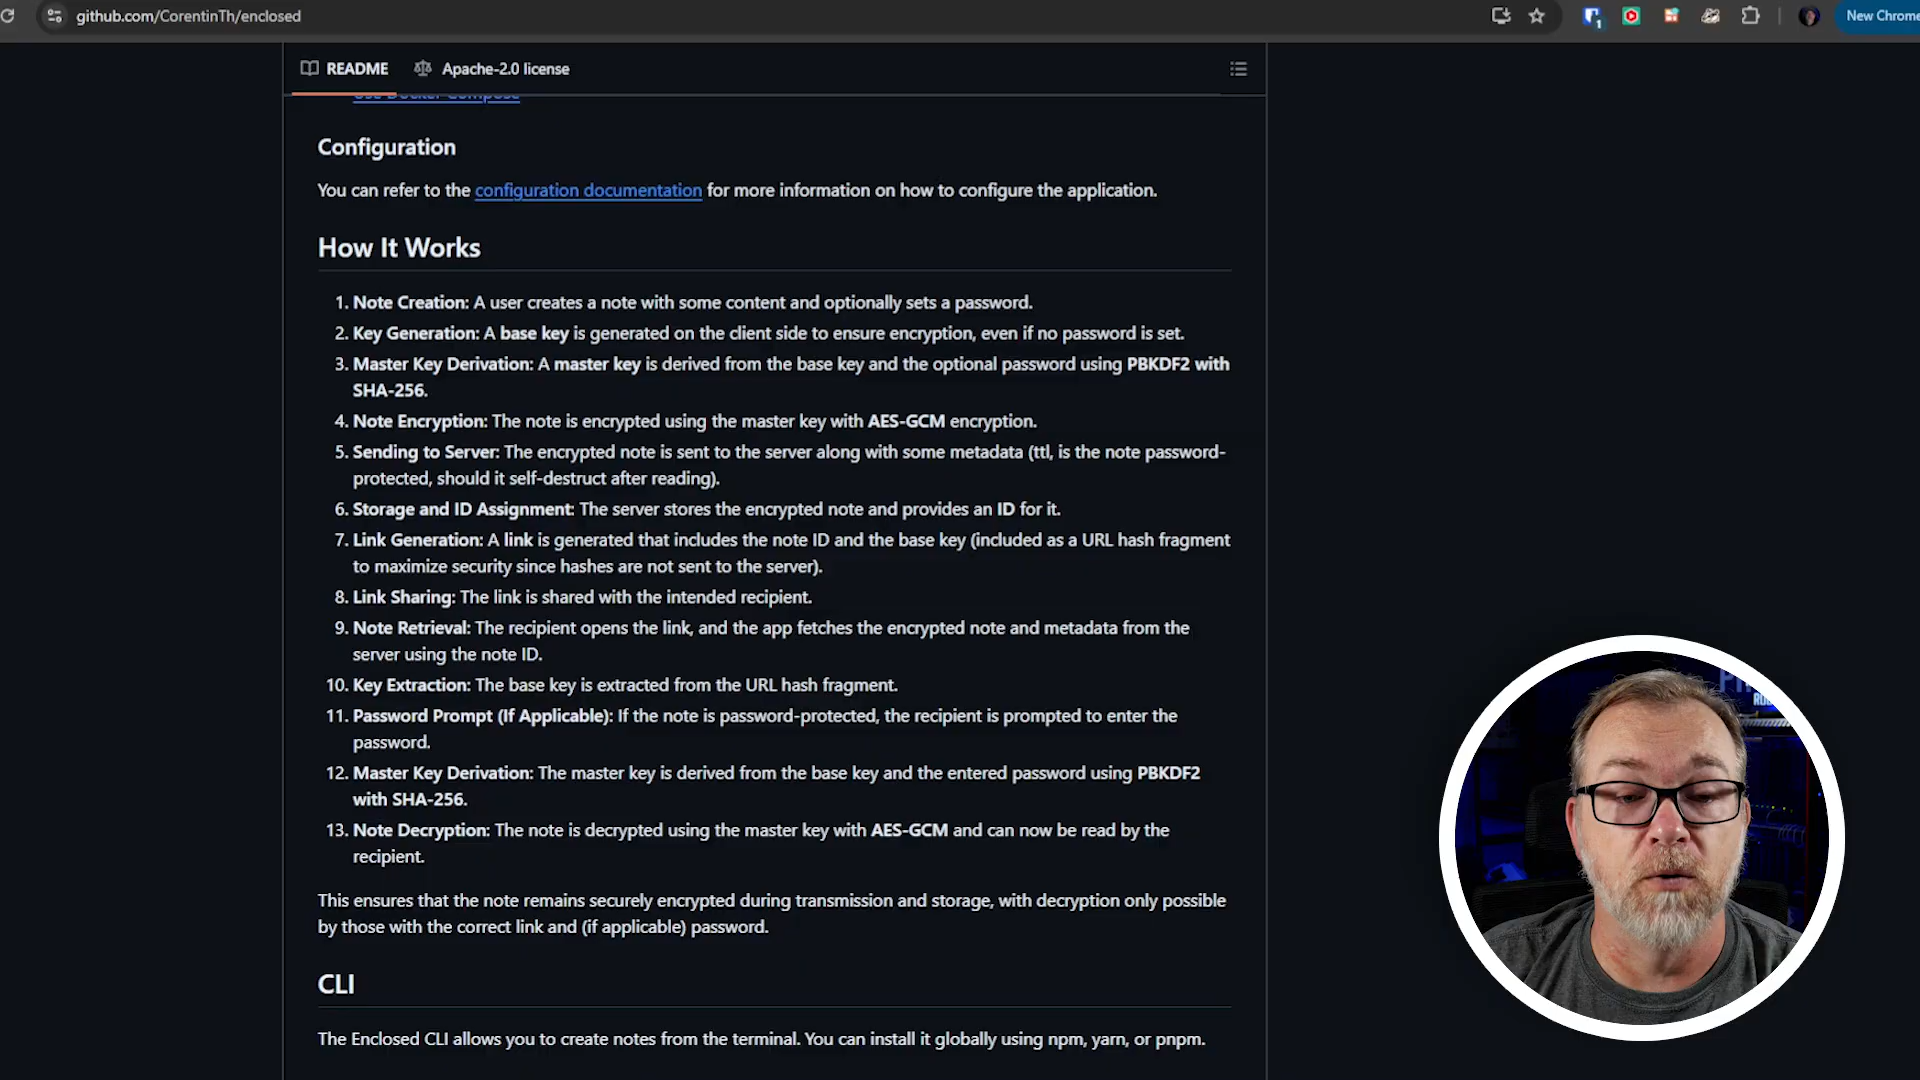 github.com/CorentinTh/enclosed
New Chrome
1
README
Apache-2.0 license
Use Docker Compose
Configuration
You can refer to the configuration documentation for more information on how to configure the application.
How It Works
1. Note Creation: A user creates a note with some content and optionally sets a password.
2. Key Generation: A base key is generated on the client side to ensure encryption, even if no password is set.
3. Master Key Derivation: A master key is derived from the base key and the optional password using PBKDF2 with
SHA-256.
4. Note Encryption: The note is encrypted using the master key with AES-GCM encryption.
5. Sending to Server: The encrypted note is sent to the server along with some metadata (ttl, is the note password-
protected, should it self-destruct after reading).
6. Storage and ID Assignment: The server stores the encrypted note and provides an ID for it.
7. Link Generation: A link is generated that includes the note ID and the base key (included as a URL hash fragment
to maximize security since hashes are not sent to the server).
8. Link Sharing: The link is shared with the intended recipient.
9. Note Retrieval: The recipient opens the link, and the app fetches the encrypted note and metadata from the
server using the note ID.
10. Key Extraction: The base key is extracted from the URL hash fragment.
11. Password Prompt (If Applicable): If the note is password-protected, the recipient is prompted to enter the
password.
12. Master Key Derivation: The master key is derived from the base key and the entered password using PBKDF2
with SHA-256.
13. Note Decryption: The note is decrypted using the master key with AES-GCM and can now be read by the
recipient.
This ensures that the note remains securely encrypted during transmission and storage, with decryption only possible
by those with the correct link and (if applicable) password.
CLI
The Enclosed CLI allows you to create notes from the terminal. You can install it globally using npm, yarn, or pnpm.